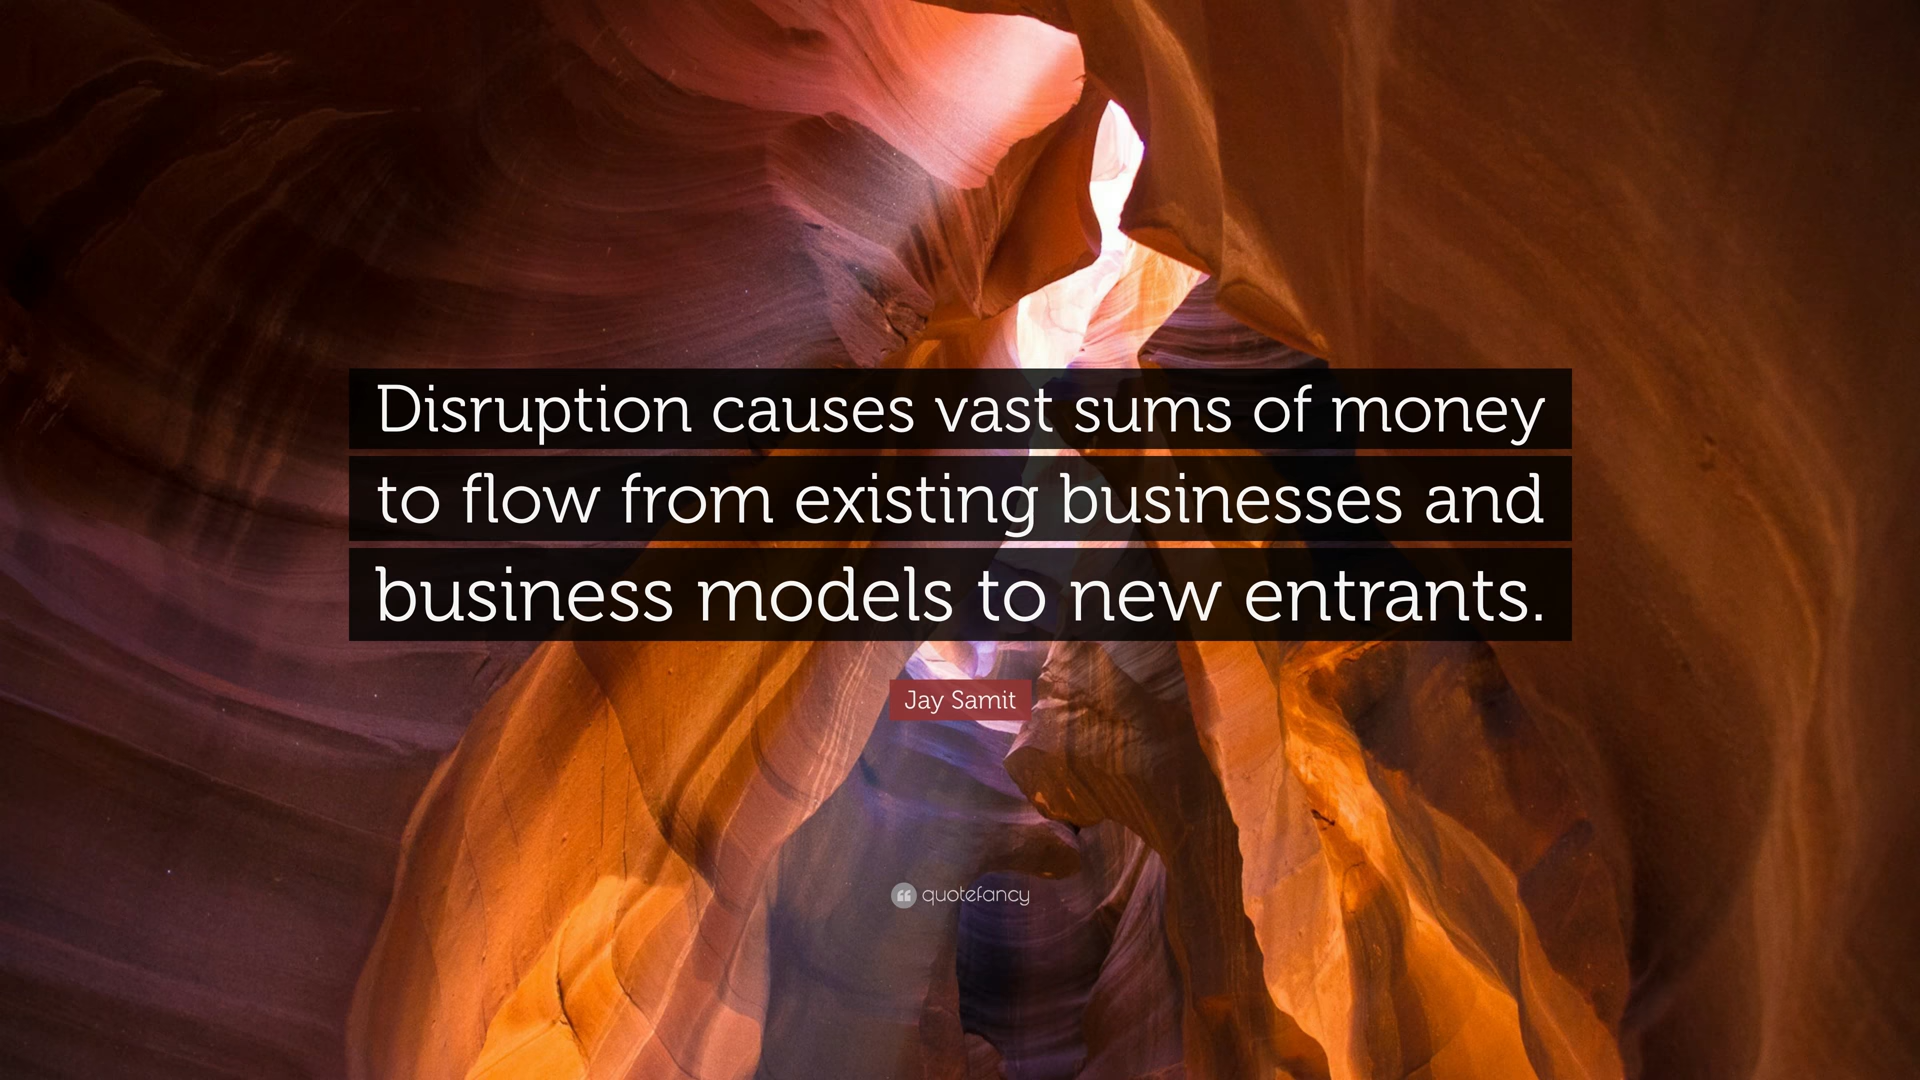 Disruption causes vast sums of money
to flow from existing businesses and
business models to new entrants.
Jay Samit
quotefancy